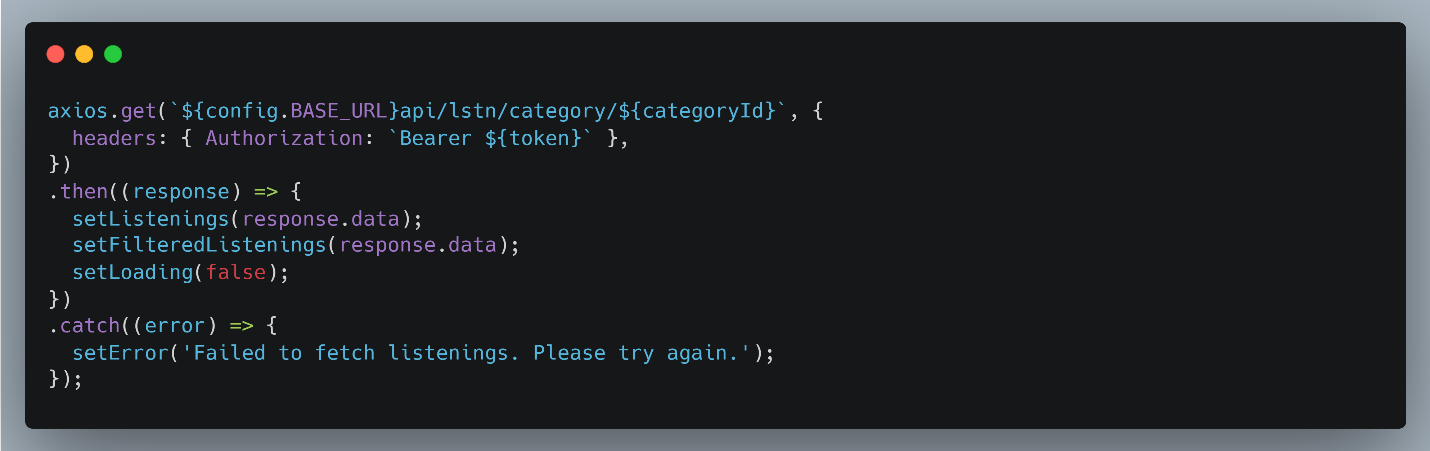 axios.get(`${config.BASE_URL}api/lstn/category/${categoryId}`, {
  headers: { Authorization: `Bearer ${token}` },
})
.then((response) => {
  setListenings(response.data);
  setFilteredListenings(response.data);
  setLoading(false);
})
.catch((error) => {
  setError('Failed to fetch listenings. Please try again.');
});